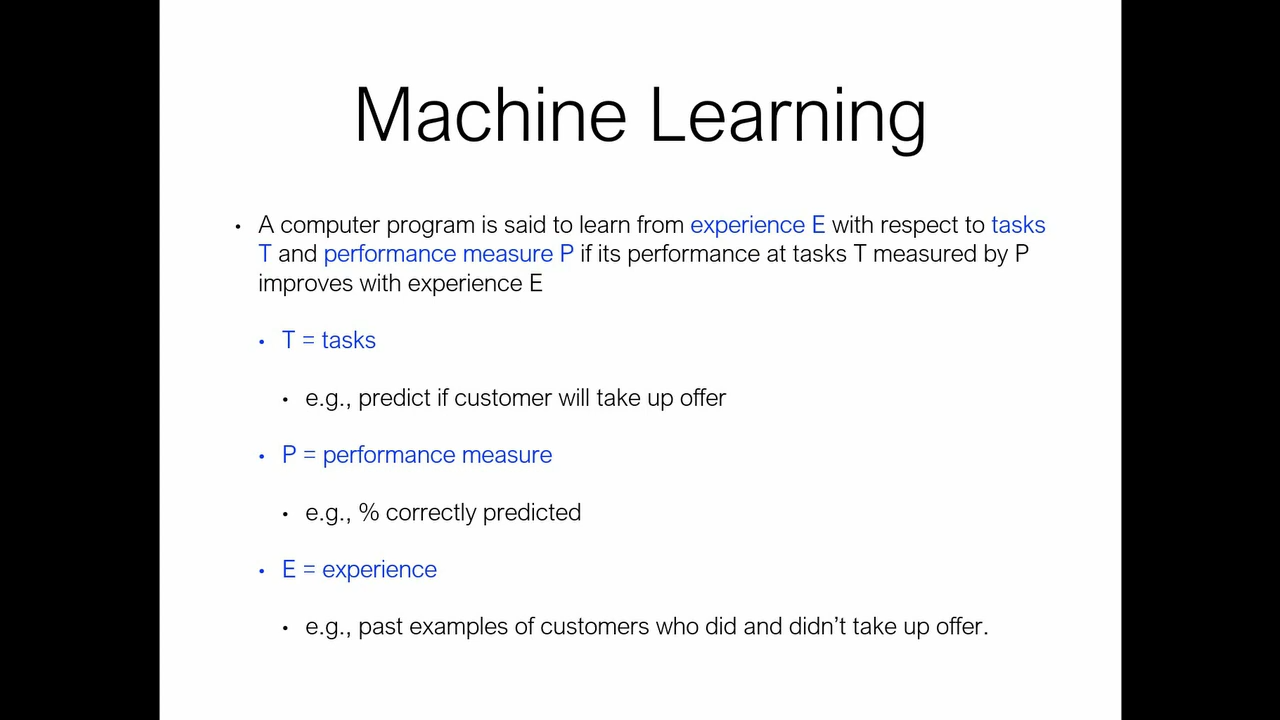 Machine Learning
• A computer program is said to learn from experience E with respect to tasks
T and performance measure P if its performance at tasks T measured by P
improves with experience E
• T = tasks
• e.g., predict if customer will take up offer
• P = performance measure
• e.g., % correctly predicted
• E = experience
• e.g., past examples of customers who did and didn’t take up offer.